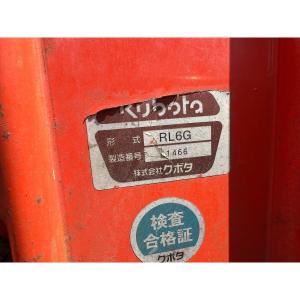 Kubota
形式 RL6G
製造番号 1466
株式会社クボタ
検査
合格証
クボタ